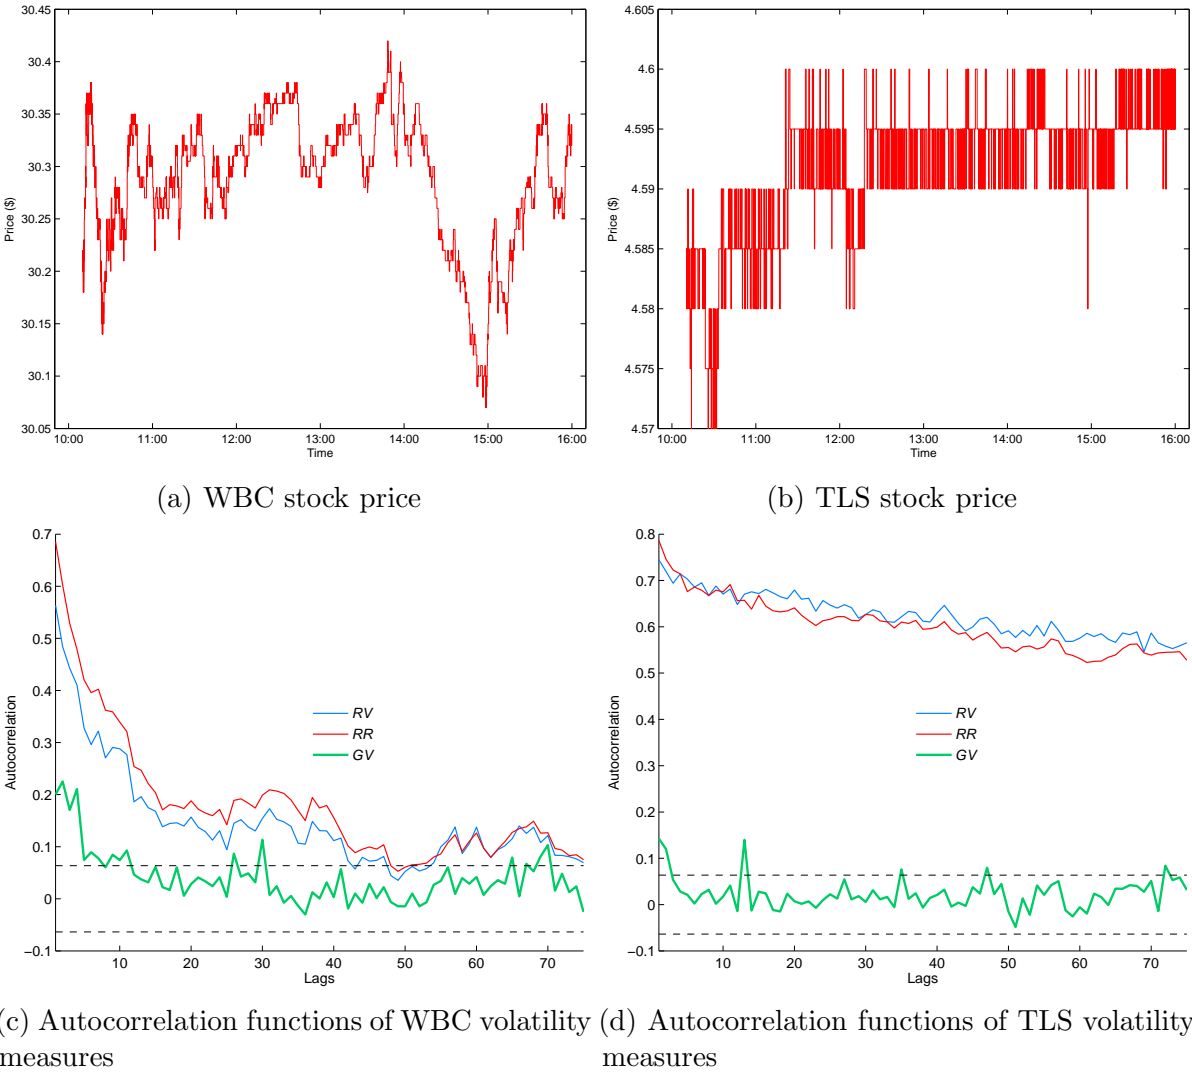 30.45
30.4
30.35
30.3
30.25
30.2
30.15
30.1
30.05
Price ($)
10:00 11:00 12:00 13:00 14:00 15:00 16:00
Time
(a) WBC stock price
4.605
4.6
4.595
4.59
4.585
4.58
4.575
4.57
Price ($)
10:00 11:00 12:00 13:00 14:00 15:00 16:00
Time
(b) TLS stock price
0.7
0.6
0.5
0.4
0.3
0.2
0.1
0
−0.1
Autocorrelation
RV
RR
GV
10 20 30 40 50 60 70
Lags
(c) Autocorrelation functions of WBC volatility
measures
0.8
0.7
0.6
0.5
0.4
0.3
0.2
0.1
0
−0.1
Autocorrelation
RV
RR
GV
10 20 30 40 50 60 70
Lags
(d) Autocorrelation functions of TLS volatility
measures